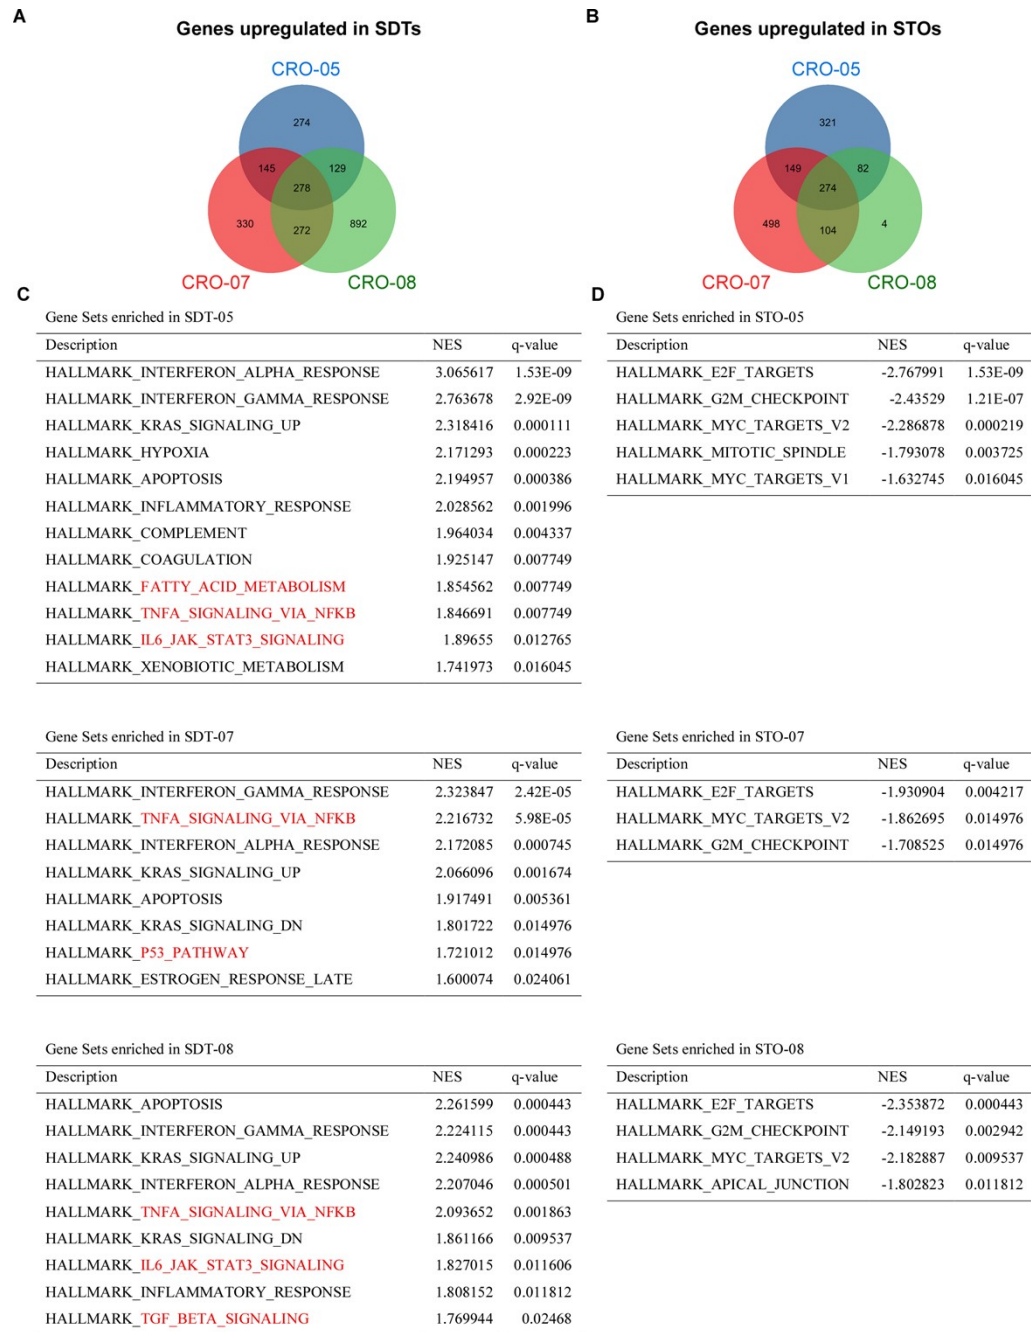 A
Genes upregulated in SDTs
CRO-05
274
145
129
278
330
272
892
CRO-07
CRO-08
B
Genes upregulated in STOs
CRO-05
321
149
82
274
498
104
4
CRO-07
CRO-08
C
Gene Sets enriched in SDT-05
Description NES q-value
HALLMARK_INTERFERON_ALPHA_RESPONSE 3.065617 1.53E-09
HALLMARK_INTERFERON_GAMMA_RESPONSE 2.763678 2.92E-09
HALLMARK_KRAS_SIGNALING_UP 2.318416 0.000111
HALLMARK_HYPOXIA 2.171293 0.000223
HALLMARK_APOPTOSIS 2.194957 0.000386
HALLMARK_INFLAMMATORY_RESPONSE 2.028562 0.001996
HALLMARK_COMPLEMENT 1.964034 0.004337
HALLMARK_COAGULATION 1.925147 0.007749
HALLMARK_FATTY_ACID_METABOLISM 1.854562 0.007749
HALLMARK_TNFA_SIGNALING_VIA_NFKB 1.846691 0.007749
HALLMARK_IL6_JAK_STAT3_SIGNALING 1.89655 0.012765
HALLMARK_XENOBIOTIC_METABOLISM 1.741973 0.016045
D
Gene Sets enriched in STO-05
Description NES q-value
HALLMARK_E2F_TARGETS -2.767991 1.53E-09
HALLMARK_G2M_CHECKPOINT -2.43529 1.21E-07
HALLMARK_MYC_TARGETS_V2 -2.286878 0.000219
HALLMARK_MITOTIC_SPINDLE -1.793078 0.003725
HALLMARK_MYC_TARGETS_V1 -1.632745 0.016045
Gene Sets enriched in SDT-07
Description NES q-value
HALLMARK_INTERFERON_GAMMA_RESPONSE 2.323847 2.42E-05
HALLMARK_TNFA_SIGNALING_VIA_NFKB 2.216732 5.98E-05
HALLMARK_INTERFERON_ALPHA_RESPONSE 2.172085 0.000745
HALLMARK_KRAS_SIGNALING_UP 2.066096 0.001674
HALLMARK_APOPTOSIS 1.917491 0.005361
HALLMARK_KRAS_SIGNALING_DN 1.801722 0.014976
HALLMARK_P53_PATHWAY 1.721012 0.014976
HALLMARK_ESTROGEN_RESPONSE_LATE 1.600074 0.024061
Gene Sets enriched in STO-07
Description NES q-value
HALLMARK_E2F_TARGETS -1.930904 0.004217
HALLMARK_MYC_TARGETS_V2 -1.862695 0.014976
HALLMARK_G2M_CHECKPOINT -1.708525 0.014976
Gene Sets enriched in SDT-08
Description NES q-value
HALLMARK_APOPTOSIS 2.261599 0.000443
HALLMARK_INTERFERON_GAMMA_RESPONSE 2.224115 0.000443
HALLMARK_KRAS_SIGNALING_UP 2.240986 0.000488
HALLMARK_INTERFERON_ALPHA_RESPONSE 2.207046 0.000501
HALLMARK_TNFA_SIGNALING_VIA_NFKB 2.093652 0.001863
HALLMARK_KRAS_SIGNALING_DN 1.861166 0.009537
HALLMARK_IL6_JAK_STAT3_SIGNALING 1.827015 0.011606
HALLMARK_INFLAMMATORY_RESPONSE 1.808152 0.011812
HALLMARK_TGF_BETA_SIGNALING 1.769944 0.02468
Gene Sets enriched in STO-08
Description NES q-value
HALLMARK_E2F_TARGETS -2.353872 0.000443
HALLMARK_G2M_CHECKPOINT -2.149193 0.002942
HALLMARK_MYC_TARGETS_V2 -2.182887 0.009537
HALLMARK_APICAL_JUNCTION -1.802823 0.011812